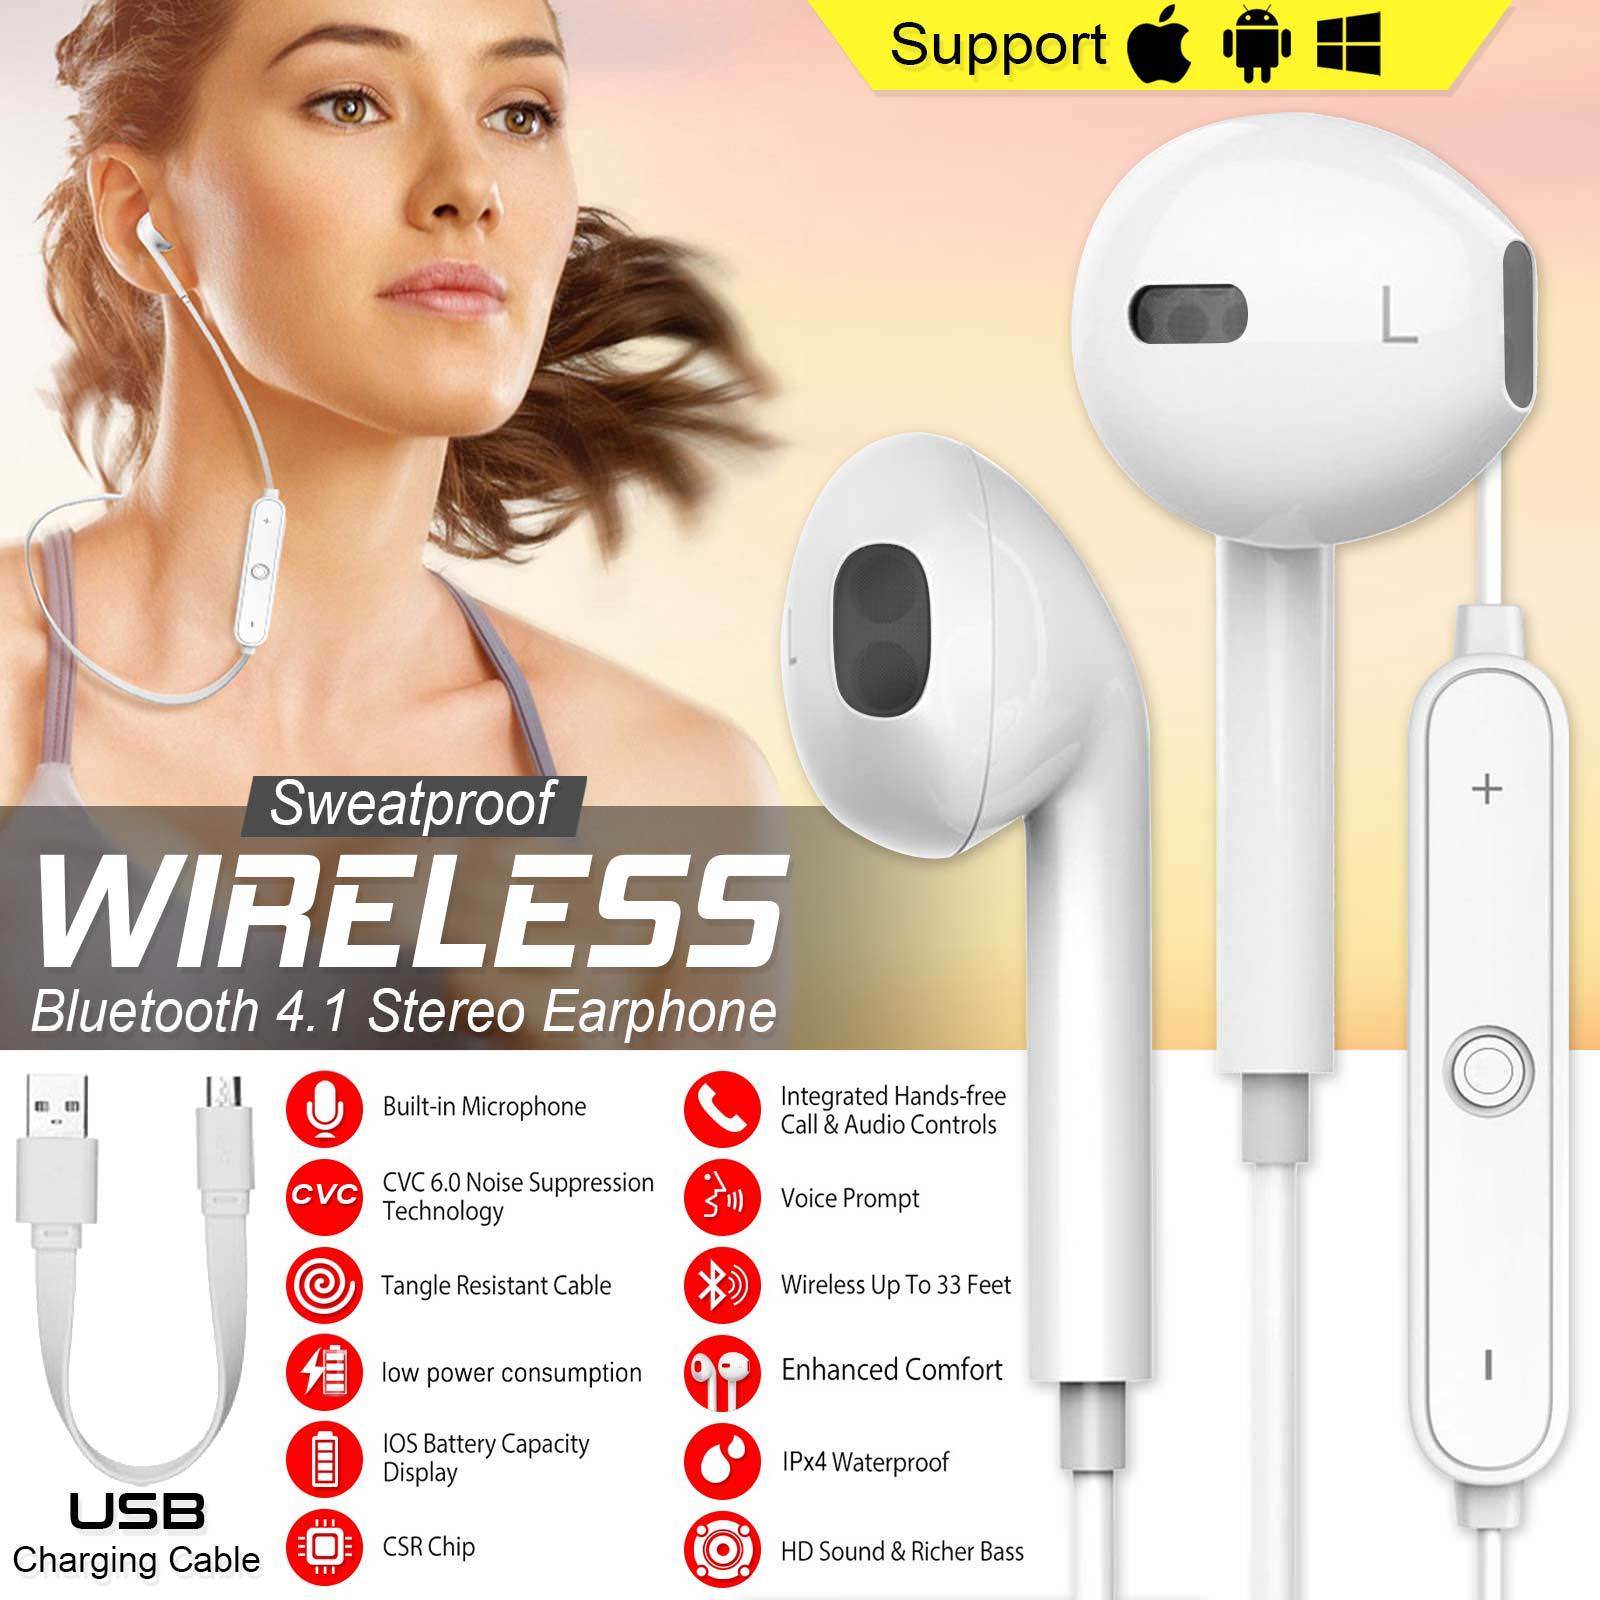 Support
L
L
+
-
+
-
Sweatproof
WIRELESS
Bluetooth 4.1 Stereo Earphone
USB
Charging Cable
Built-in Microphone
CVC
CVC 6.0 Noise Suppression
Technology
Tangle Resistant Cable
low power consumption
IOS Battery Capacity
Display
CSR Chip
Integrated Hands-free
Call & Audio Controls
Voice Prompt
Wireless Up To 33 Feet
Enhanced Comfort
IPx4 Waterproof
HD Sound & Richer Bass